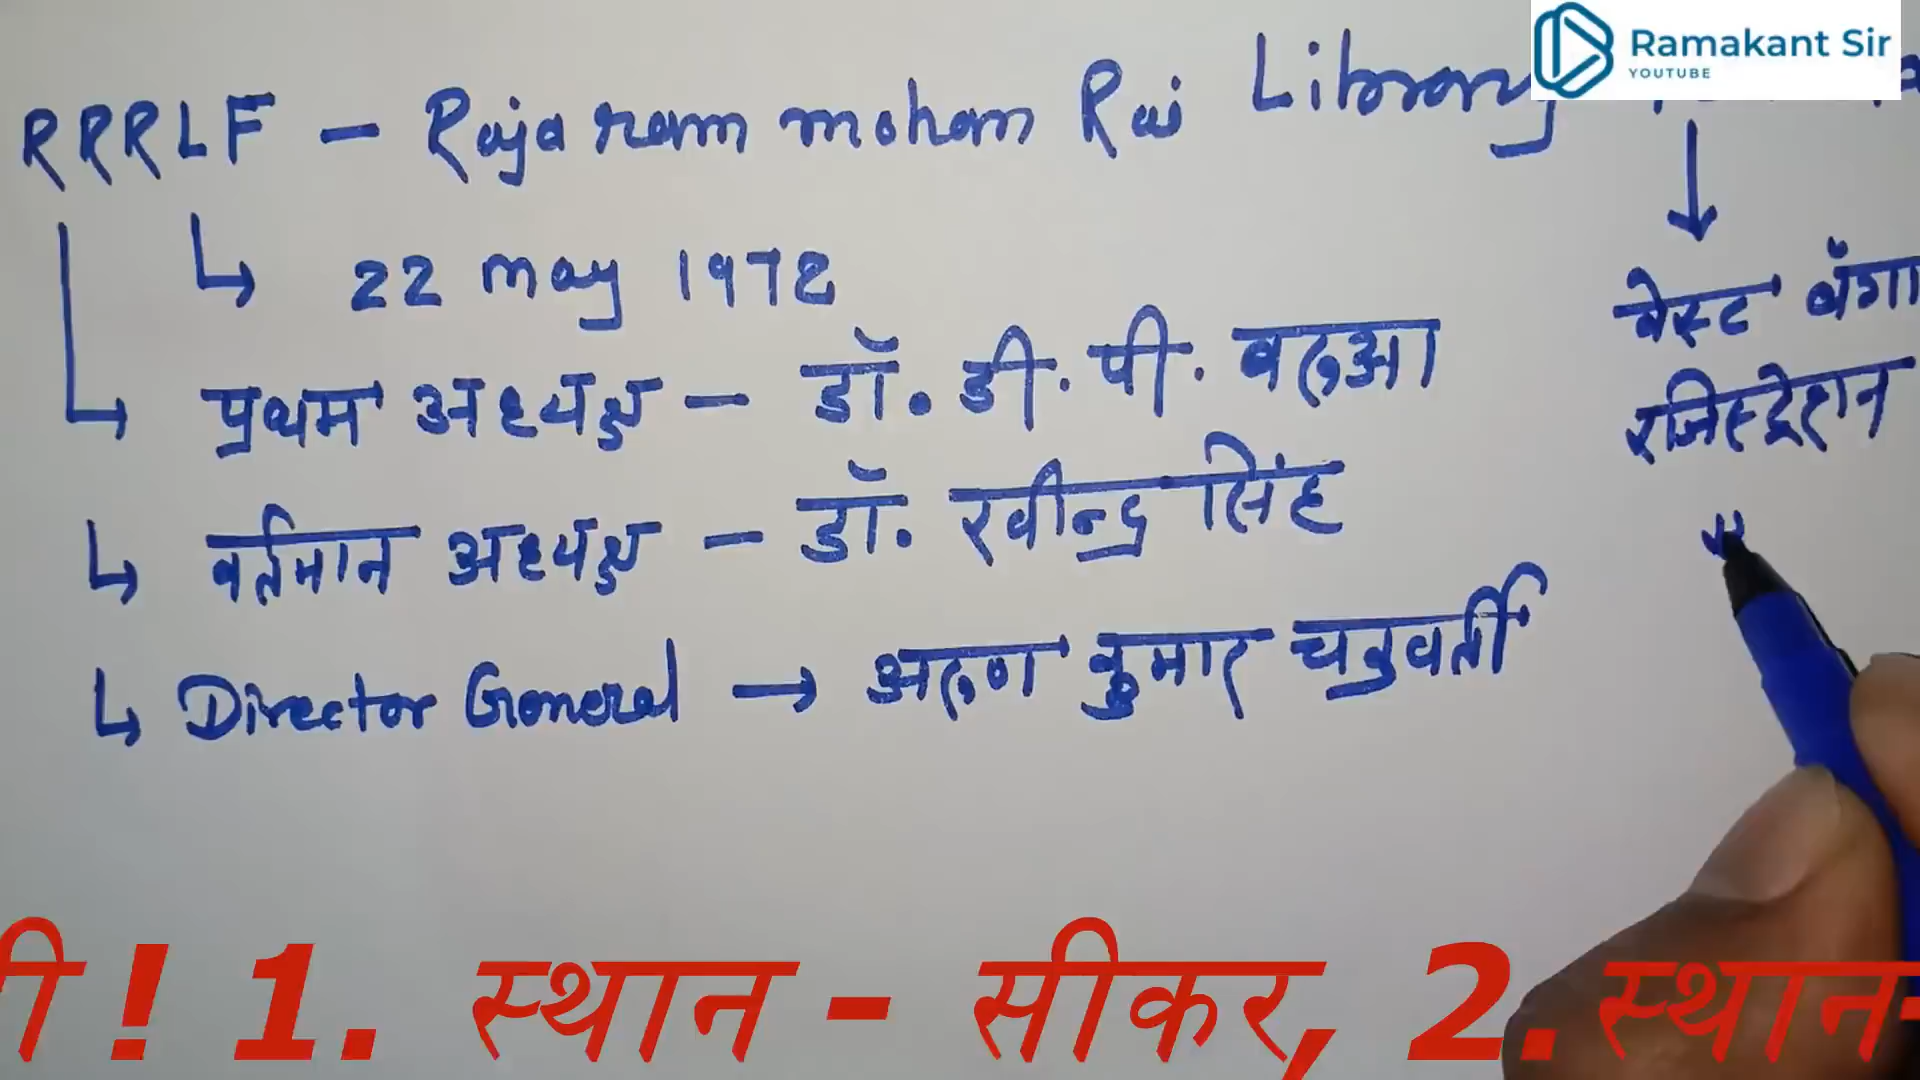 Ramakant Sir
YOUTUBE
RRRLF - Raja ram mohan Rai Library
22 may 1972
प्रथम अध्यक्ष - डॉ. डी. पी. बरुआ
वर्तमान अध्यक्ष - डॉ. रवीन्द्र सिंह
Director General → अरुण कुमार चक्रवर्ती
वेस्ट बंगा
रजिस्ट्रेशन
! 1. स्थान - सीकर, 2. स्थान-